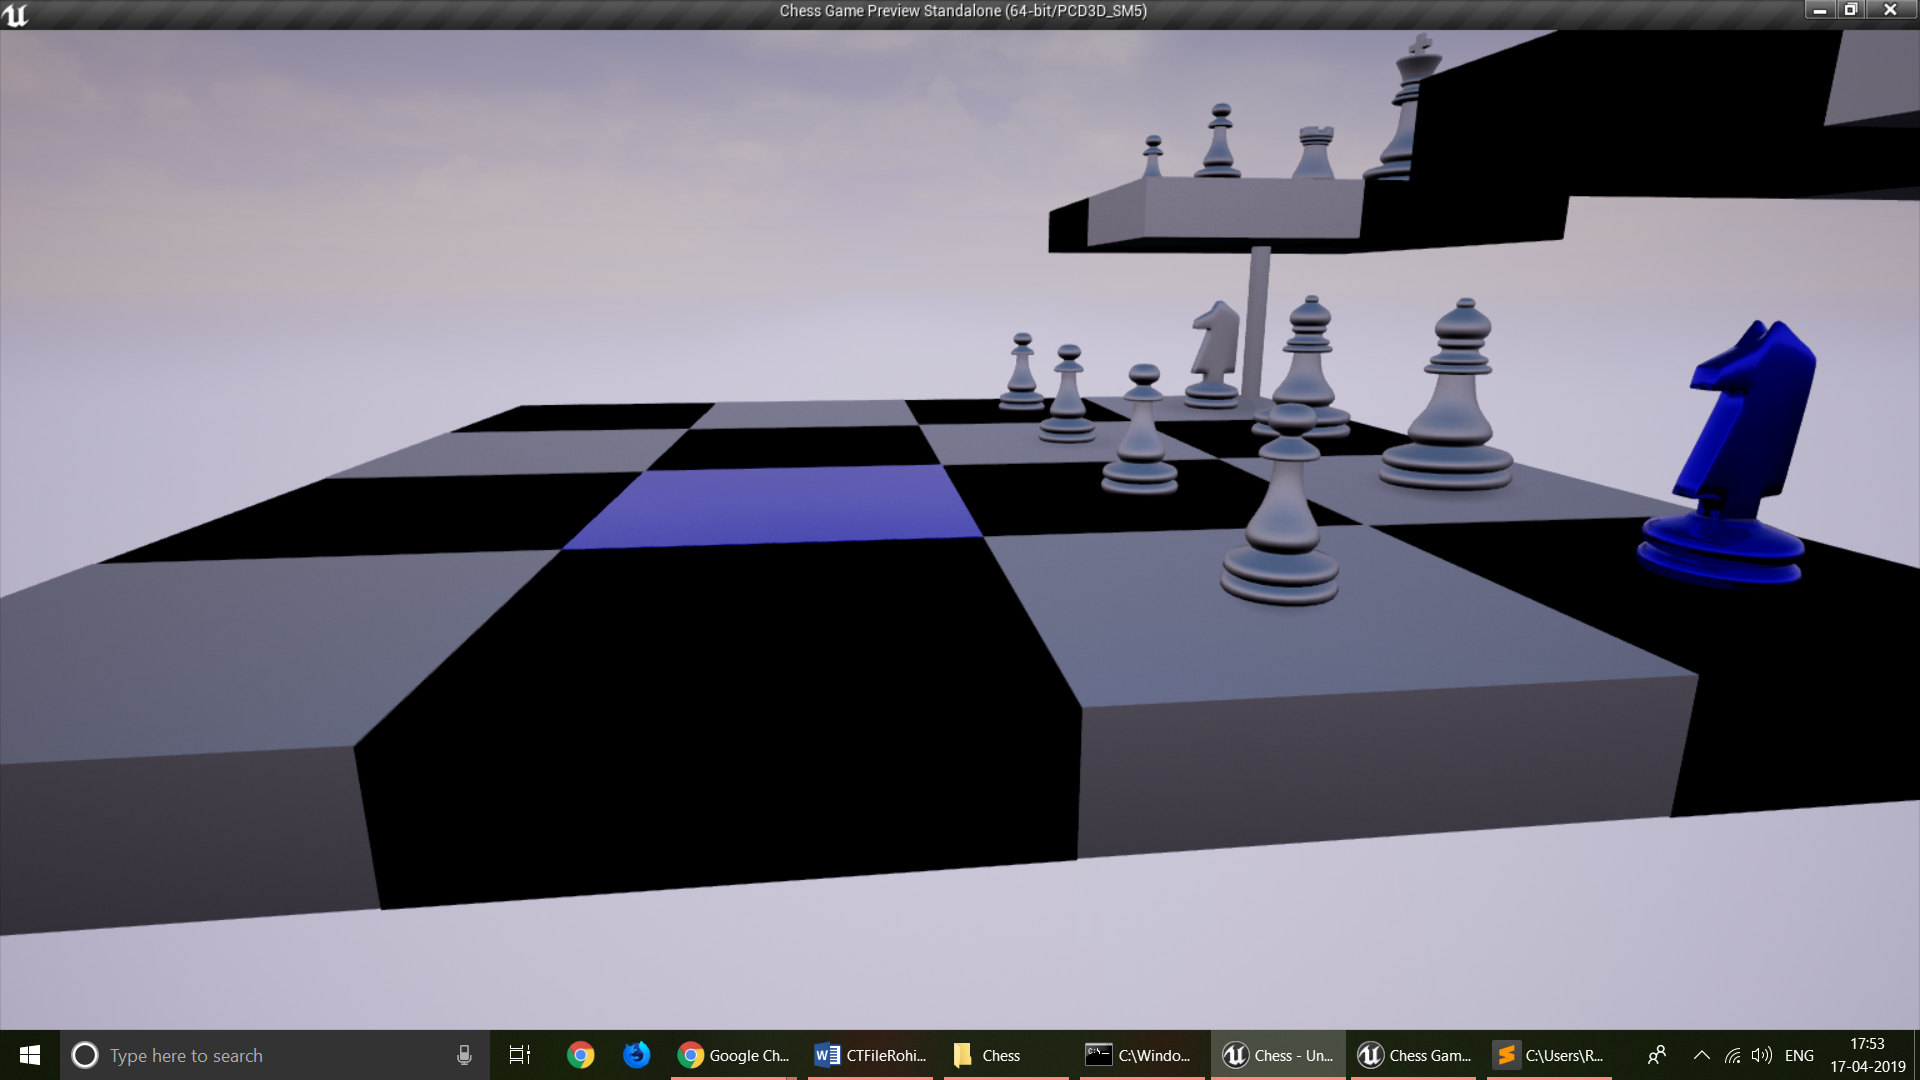 Chess Game Preview Standalone (64-bit/PCD3D_SM5)
Type here to search
Google Ch...
CTFileRohi...
Chess
C:\Windo...
Chess - Un...
Chess Gam...
C:\Users\R...
ENG
17:53
17-04-2019